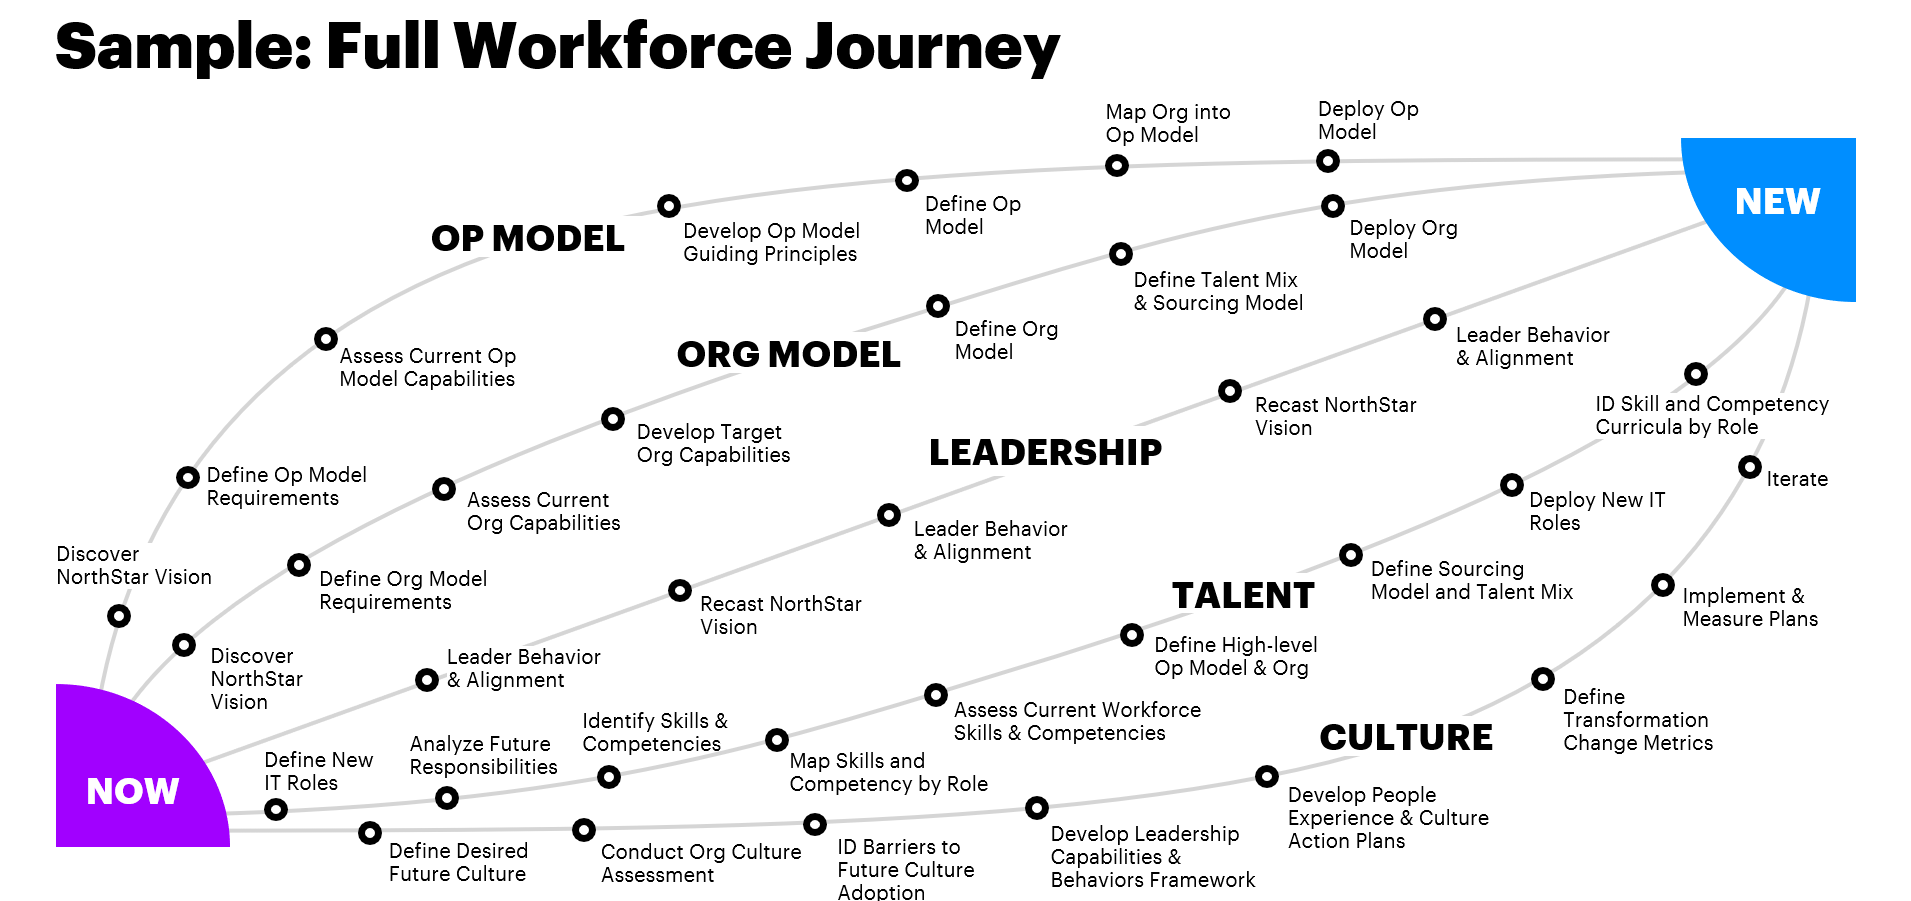 Sample: Full Workforce Journey
Map Org into
Op Model
Deploy Op
Model
NEW
OP MODEL
Develop Op Model
Guiding Principles
Define Op
Model
Deploy Org
Model
Define Talent Mix
& Sourcing Model
Assess Current Op
Model Capabilities
ORG MODEL
Define Org
Model
Leader Behavior
& Alignment
Define Op Model
Requirements
Develop Target
Org Capabilities
LEADERSHIP
Recast NorthStar
Vision
ID Skill and Competency
Curricula by Role
Iterate
Discover
NorthStar Vision
Assess Current
Org Capabilities
Leader Behavior
& Alignment
Deploy New IT
Roles
Define Org Model
Requirements
Recast NorthStar
Vision
TALENT
Define Sourcing
Model and Talent Mix
Implement &
Measure Plans
Discover
NorthStar
Vision
Leader Behavior
& Alignment
Define High-level
Op Model & Org
Define
Transformation
Change Metrics
NOW
Define New
IT Roles
Analyze Future
Responsibilities
Identify Skills &
Competencies
Map Skills and
Competency by Role
Assess Current Workforce
Skills & Competencies
CULTURE
Define Desired
Future Culture
Conduct Org Culture
Assessment
ID Barriers to
Future Culture
Adoption
Develop Leadership
Capabilities &
Behaviors Framework
Develop People
Experience & Culture
Action Plans